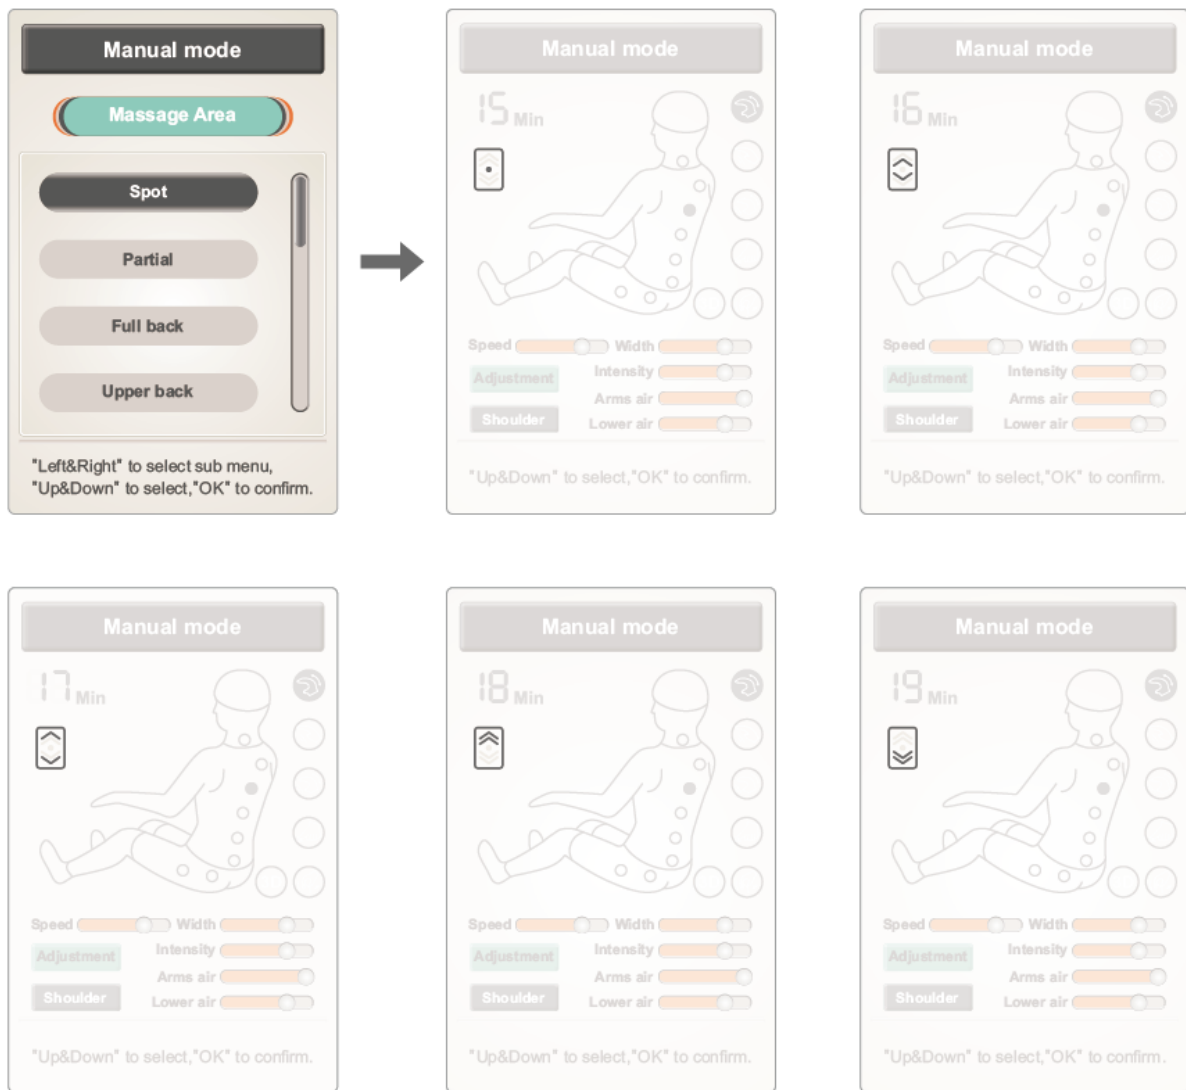 Manual mode
Massage Area
Spot
Partial
Full back
Upper back
"Left&Right" to select sub menu,
"Up&Down" to select,"OK" to confirm.
Manual mode
15 Min
Speed Width
Adjustment Intensity
Arms air
Shoulder Lower air
"Up&Down" to select,"OK" to confirm.
Manual mode
16 Min
Speed Width
Adjustment Intensity
Arms air
Shoulder Lower air
"Up&Down" to select,"OK" to confirm.
Manual mode
17 Min
Speed Width
Adjustment Intensity
Arms air
Shoulder Lower air
"Up&Down" to select,"OK" to confirm.
Manual mode
18 Min
Speed Width
Adjustment Intensity
Arms air
Shoulder Lower air
"Up&Down" to select,"OK" to confirm.
Manual mode
19 Min
Speed Width
Adjustment Intensity
Arms air
Shoulder Lower air
"Up&Down" to select,"OK" to confirm.